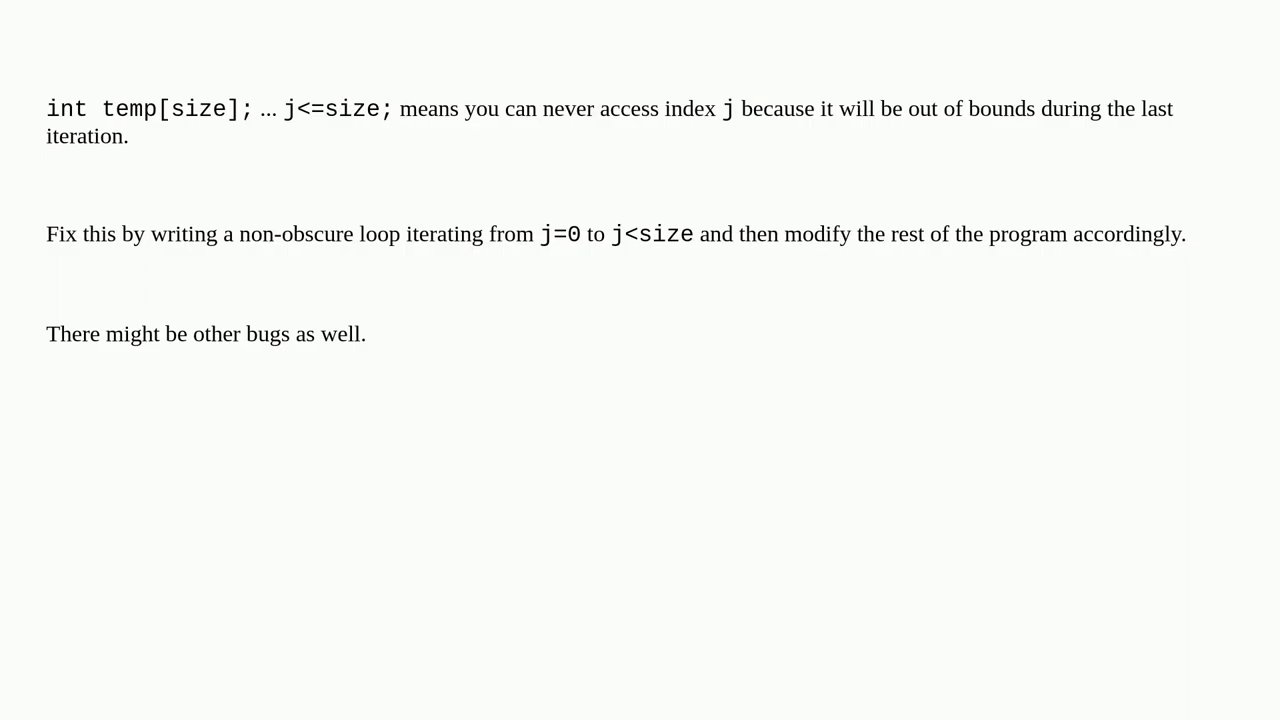 int temp[size]; ... j<=size; means you can never access index j because it will be out of bounds during the last
iteration.
Fix this by writing a non-obscure loop iterating from j=0 to j<size and then modify the rest of the program accordingly.
There might be other bugs as well.